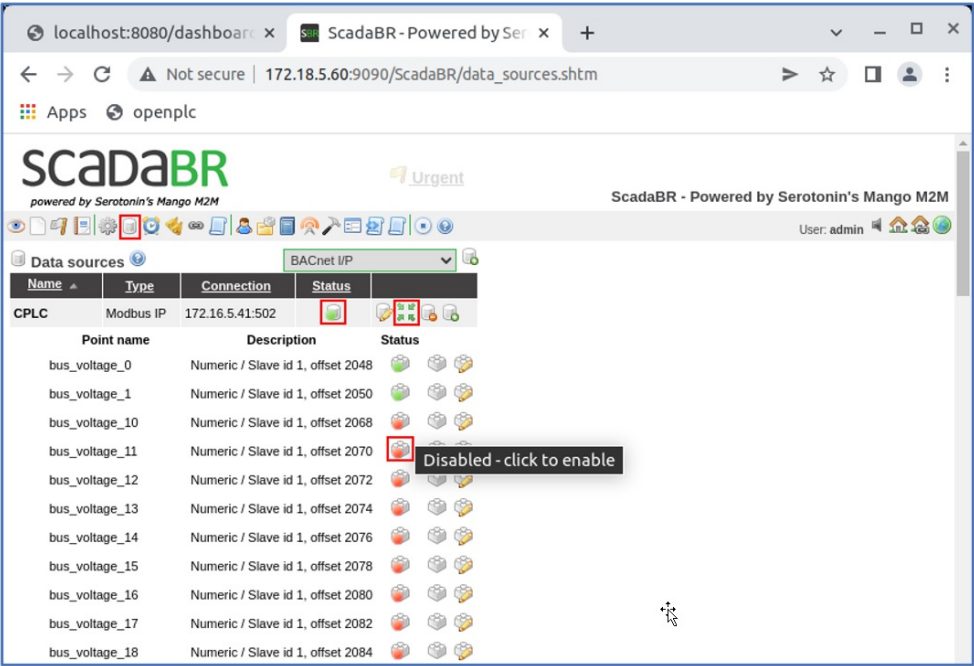 localhost:8080/dashboard
ScadaBR - Powered by Ser
Not secure 172.18.5.60:9090/ScadaBR/data_sources.shtm
Apps openplc
SCADABR
powered by Serotonin's Mango M2M
Urgent
ScadaBR - Powered by Serotonin's Mango M2M
User: admin
Data sources BACnet I/P
Name Type Connection Status
CPLC Modbus IP 172.16.5.41:502
Point name Description Status
bus_voltage_0 Numeric / Slave id 1, offset 2048
bus_voltage_1 Numeric / Slave id 1, offset 2050
bus_voltage_10 Numeric / Slave id 1, offset 2068
bus_voltage_11 Numeric / Slave id 1, offset 2070
Disabled - click to enable
bus_voltage_12 Numeric / Slave id 1, offset 2072
bus_voltage_13 Numeric / Slave id 1, offset 2074
bus_voltage_14 Numeric / Slave id 1, offset 2076
bus_voltage_15 Numeric / Slave id 1, offset 2078
bus_voltage_16 Numeric / Slave id 1, offset 2080
bus_voltage_17 Numeric / Slave id 1, offset 2082
bus_voltage_18 Numeric / Slave id 1, offset 2084